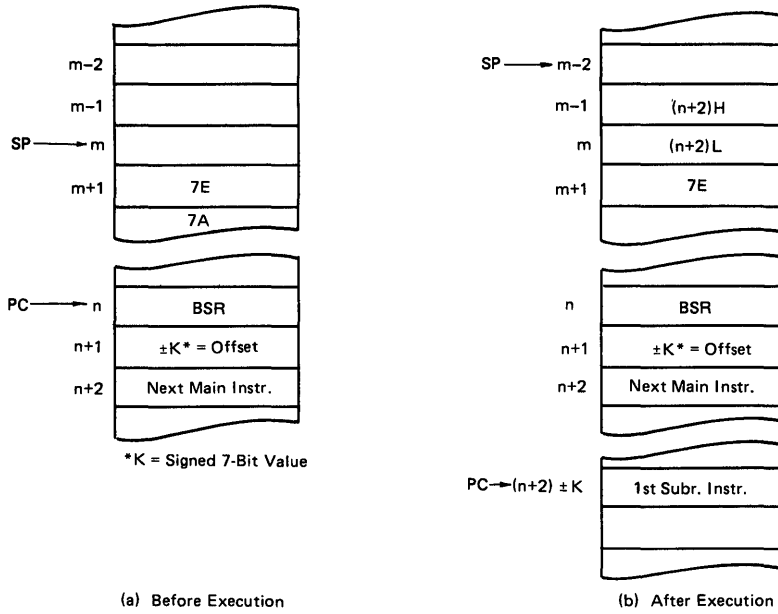 m-2
m-1
SP m
m+1 7E
7A
PC n BSR
n+1 ±K* = Offset
n+2 Next Main Instr.
*K = Signed 7-Bit Value
(a) Before Execution
SP m-2
m-1 (n+2)H
m (n+2)L
m+1 7E
n BSR
n+1 ±K* = Offset
n+2 Next Main Instr.
PC (n+2) ±K 1st Subr. Instr.
(b) After Execution